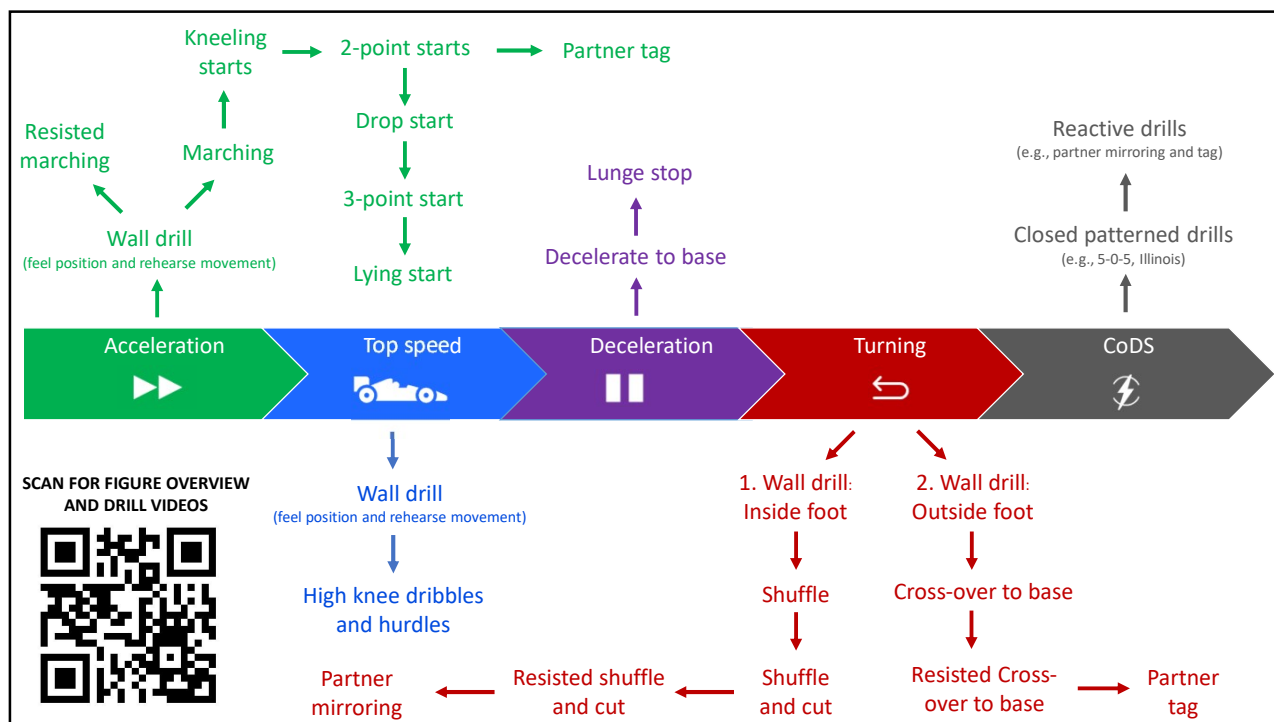 Kneeling
starts
2-point starts
Partner tag
Resisted
marching
Marching
Drop start
Reactive drills
(e.g., partner mirroring and tag)
Lunge stop
3-point start
Wall drill
(feel position and rehearse movement)
Closed patterned drills
(e.g., 5-0-5, Illinois)
Decelerate to base
Lying start
Acceleration
Top speed
Deceleration
Turning
CoDS
SCAN FOR FIGURE OVERVIEW
AND DRILL VIDEOS
Wall drill
(feel position and rehearse movement)
High knee dribbles
and hurdles
1. Wall drill:
Inside foot
2. Wall drill:
Outside foot
Shuffle
Cross-over to base
Partner
mirroring
Resisted shuffle
and cut
Shuffle
and cut
Resisted Cross-
over to base
Partner
tag